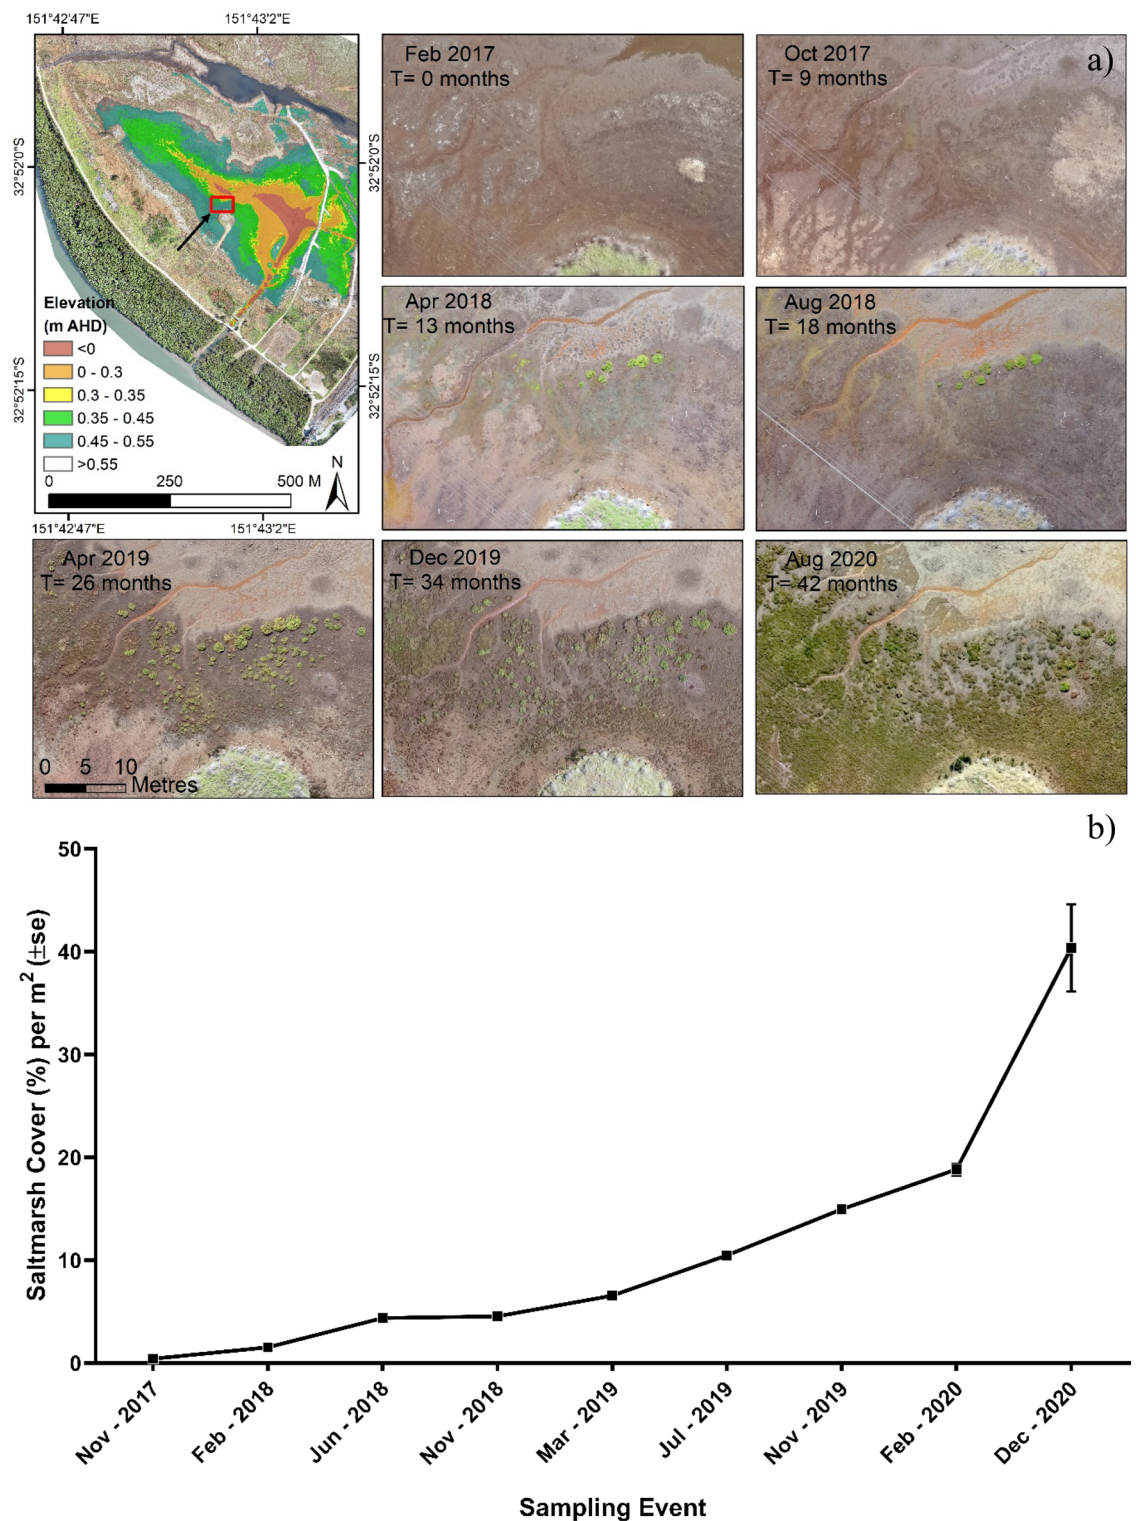 151°42'47"E 151°43'2"E
32°52'0"S
32°52'15"S
Elevation
(m AHD)
<0
0 - 0.3
0.3 - 0.35
0.35 - 0.45
0.45 - 0.55
>0.55
0 250 500 M
N
151°42'47"E 151°43'2"E
32°52'0"S
32°52'15"S
Feb 2017
T= 0 months
Oct 2017
T= 9 months
a)
Apr 2018
T= 13 months
Aug 2018
T= 18 months
Apr 2019
T= 26 months
0 5 10
Metres
Dec 2019
T= 34 months
Aug 2020
T= 42 months
b)
Saltmarsh Cover (%) per m² (±se)
50
40
30
20
10
0
Nov - 2017
Feb - 2018
Jun - 2018
Nov - 2018
Mar - 2019
Jul - 2019
Nov - 2019
Feb - 2020
Dec - 2020
Sampling Event